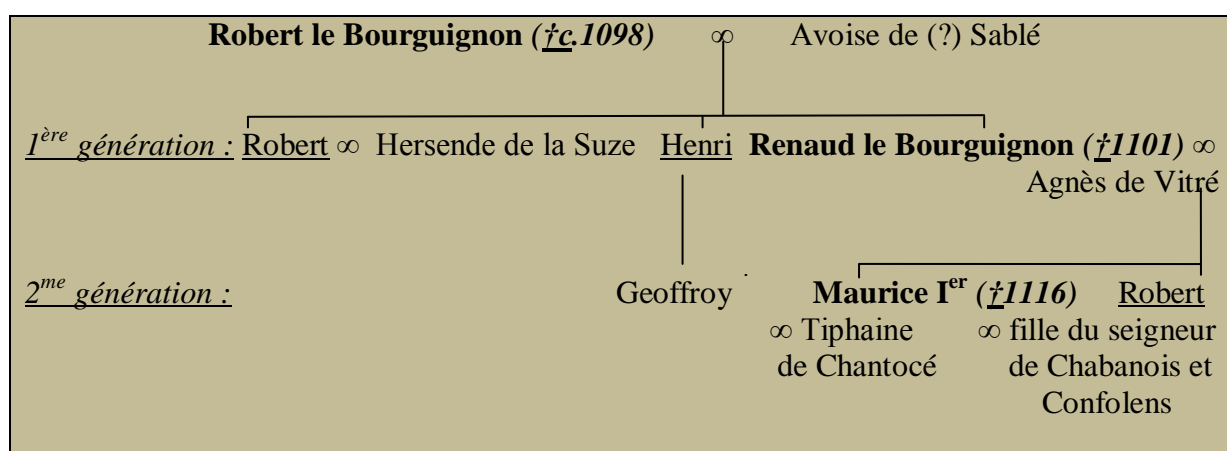 Robert le Bourguignon (†c.1098) ∞ Avoise de (?) Sablé
1ère génération : Robert ∞ Hersende de la Suze Henri Renaud le Bourguignon (†1101) ∞
Agnès de Vitré
2me génération : Geoffroy Maurice Ier (†1116) Robert
∞ Tiphaine ∞ fille du seigneur
de Chantocé de Chabanois et
Confolens